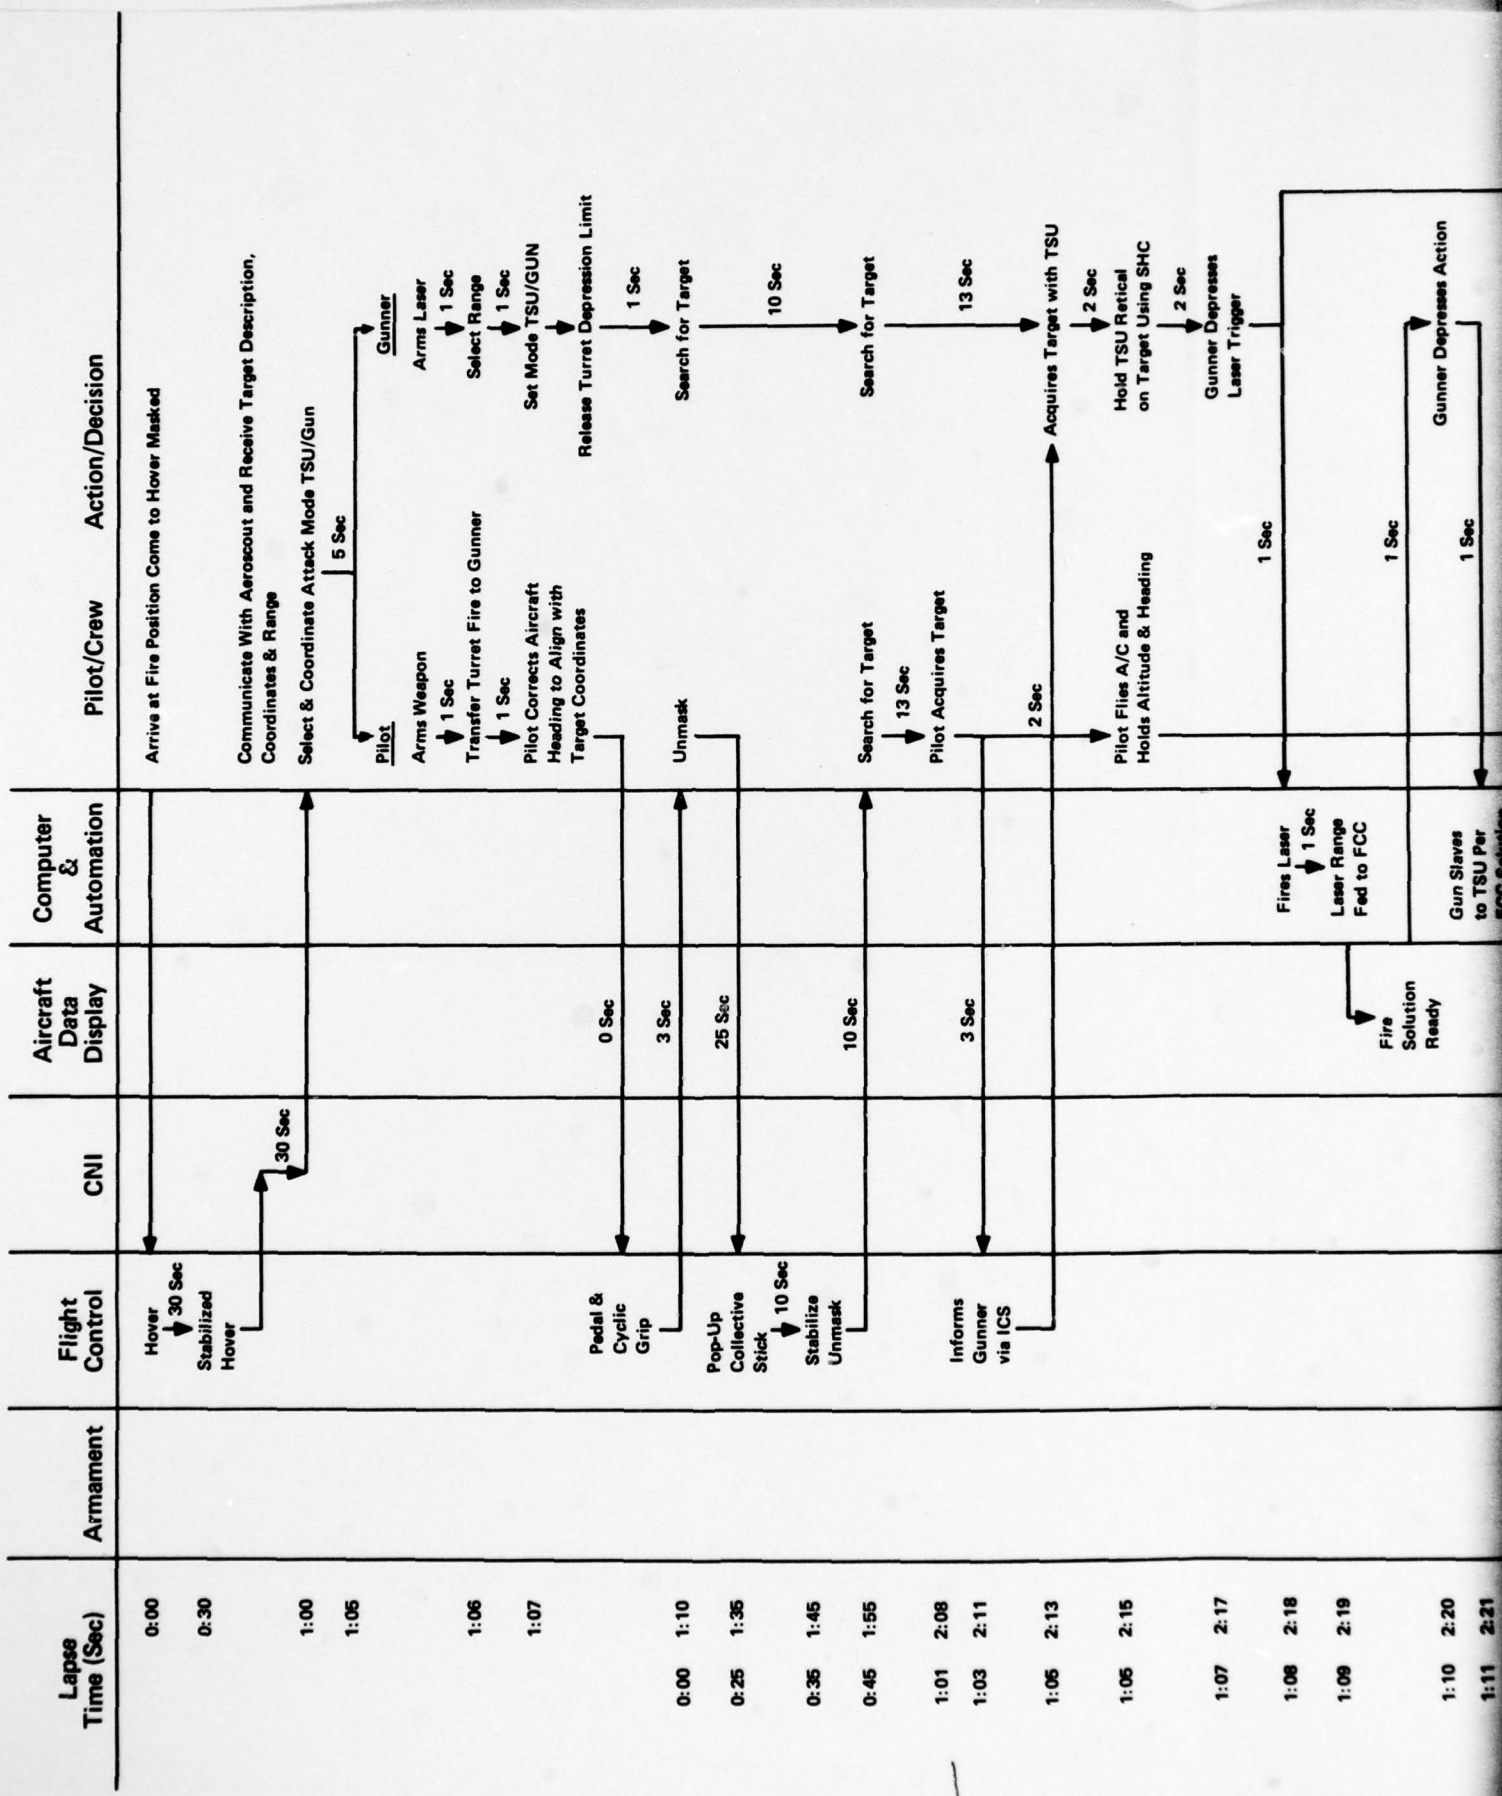 Lapse
Time (Sec)
Armament
Flight
Control
CNI
Aircraft
Data
Display
Computer
&
Automation
Pilot/Crew
Action/Decision
0:00
Hover
30 Sec
Arrive at Fire Position Come to Hover Masked
0:30
Stabilized
Hover
30 Sec
Communicate With Aeroscout and Receive Target Description,
Coordinates & Range
1:00
Select & Coordinate Attack Mode TSU/Gun
1:05
5 Sec
Pilot
Gunner
Arms Weapon
1 Sec
Arms Laser
1 Sec
1:06
Transfer Turret Fire to Gunner
1 Sec
Select Range
1 Sec
1:07
Pilot Corrects Aircraft
Heading to Align with
Target Coordinates
Set Mode TSU/GUN
Release Turret Depression Limit
Pedal &
Cyclic
Grip
0 Sec
1 Sec
0:00
1:10
3 Sec
Unmask
Search for Target
0:25
1:35
Pop-Up
Collective
Stick
25 Sec
10 Sec
10 Sec
0:35
1:45
Stabilize
Unmask
0:45
1:55
10 Sec
Search for Target
13 Sec
Search for Target
1:01
2:08
Pilot Acquires Target
13 Sec
1:03
2:11
Informs
Gunner
via ICS
3 Sec
2 Sec
1:05
2:13
Acquires Target with TSU
2 Sec
1:05
2:15
Pilot Flies A/C and
Holds Altitude & Heading
Hold TSU Retical
on Target Using SHC
2 Sec
1:07
2:17
Gunner Depresses
Laser Trigger
1 Sec
1:08
2:18
Fires Laser
1 Sec
1:09
2:19
Laser Range
Fed to FCC
Fire
Solution
Ready
1 Sec
1:10
2:20
Gunner Depresses Action
1 Sec
1:11
2:21
Gun Slaves
to TSU Per